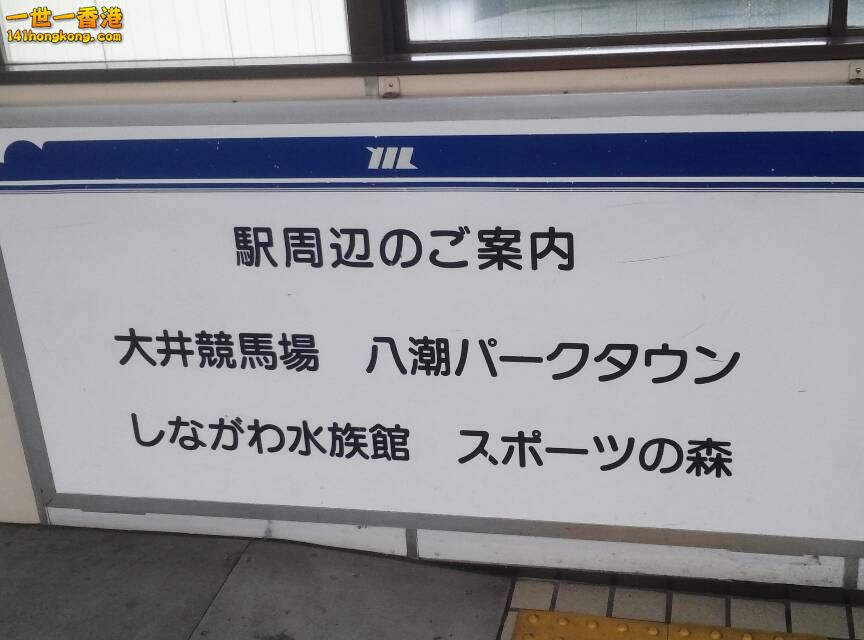 一世一香港
141hongkong.com
駅周辺のご案内
大井競馬場 八潮パークタウン
しながわ水族館 スポーツの森